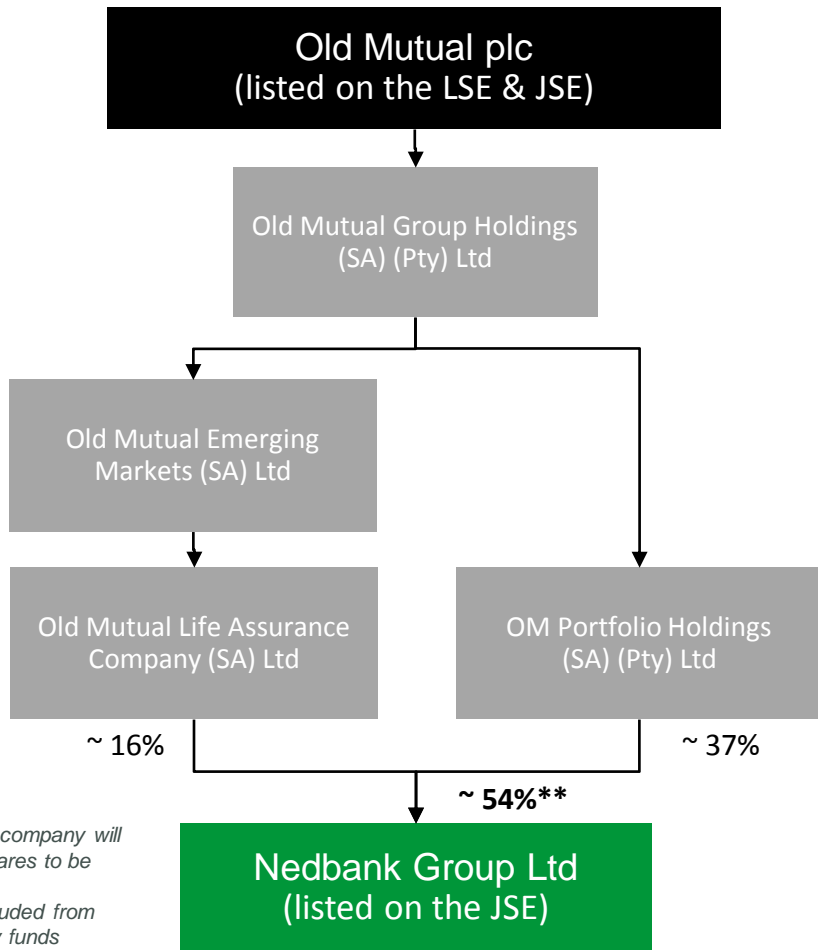 Old Mutual plc
(listed on the LSE & JSE)
Old Mutual Group Holdings
(SA) (Pty) Ltd
Old Mutual Emerging
Markets (SA) Ltd
Old Mutual Life Assurance
Company (SA) Ltd
OM Portfolio Holdings
(SA) (Pty) Ltd
~ 16%
~ 37%
~ 54%**
company will
ares to be
uded from
funds
Nedbank Group Ltd
(listed on the JSE)